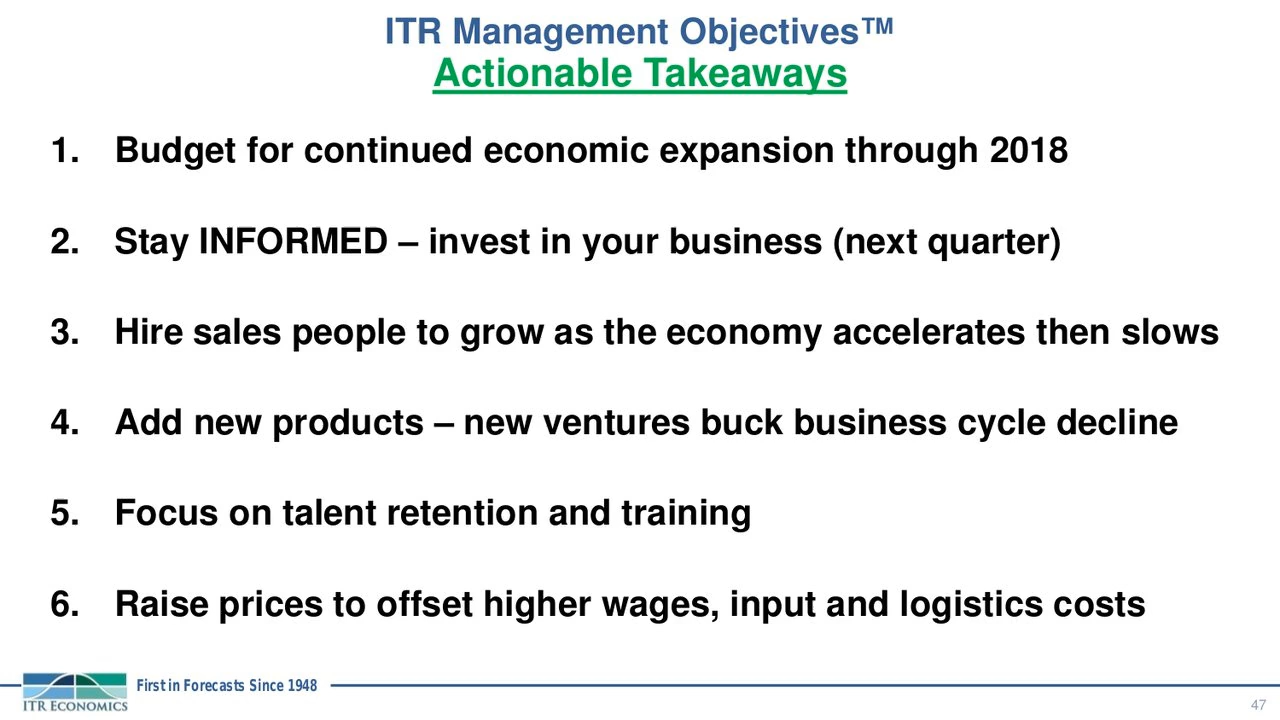 ITR Management Objectives™
Actionable Takeaways
1. Budget for continued economic expansion through 2018
2. Stay INFORMED – invest in your business (next quarter)
3. Hire sales people to grow as the economy accelerates then slows
4. Add new products – new ventures buck business cycle decline
5. Focus on talent retention and training
6. Raise prices to offset higher wages, input and logistics costs
First in Forecasts Since 1948
ITR ECONOMICS
47